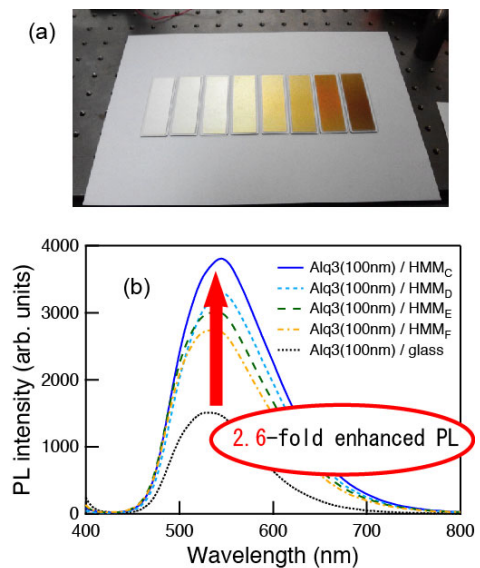 (a)
(b)
4000
3000
2000
1000
0
400
500
600
700
800
PL intensity (arb. units)
Wavelength (nm)
Alq3(100nm) / HMM_C
Alq3(100nm) / HMM_D
Alq3(100nm) / HMM_E
Alq3(100nm) / HMM_F
Alq3(100nm) / glass
2.6-fold enhanced PL